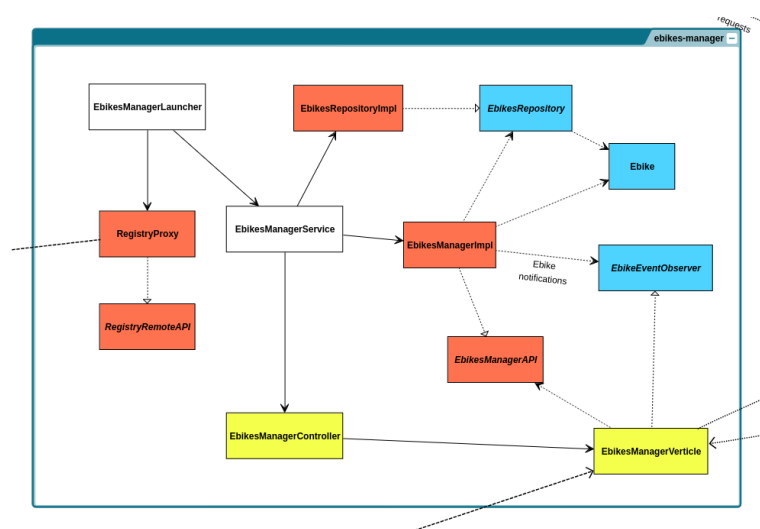 requests
ebikes-manager
EbikesManagerLauncher
EbikesRepositoryImpl
EbikesRepository
Ebike
RegistryProxy
EbikesManagerService
EbikesManagerImpl
Ebike
notifications
EbikeEventObserver
RegistryRemoteAPI
EbikesManagerAPI
EbikesManagerController
EbikesManagerVerticle